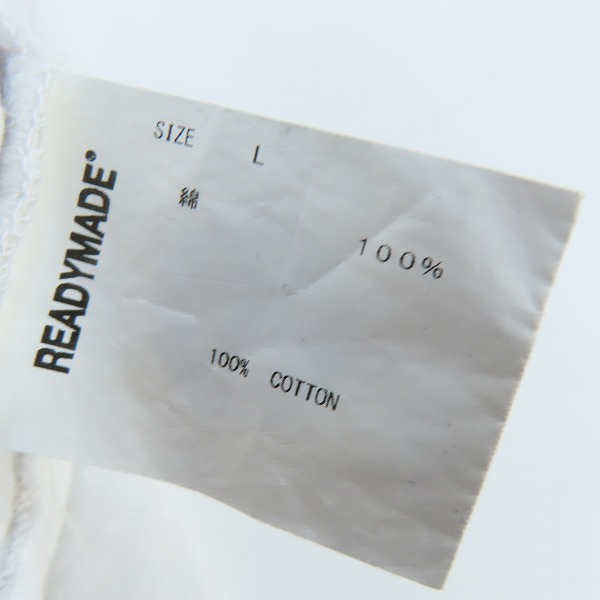 READYMADE®
SIZE L
綿 100%
100% COTTON